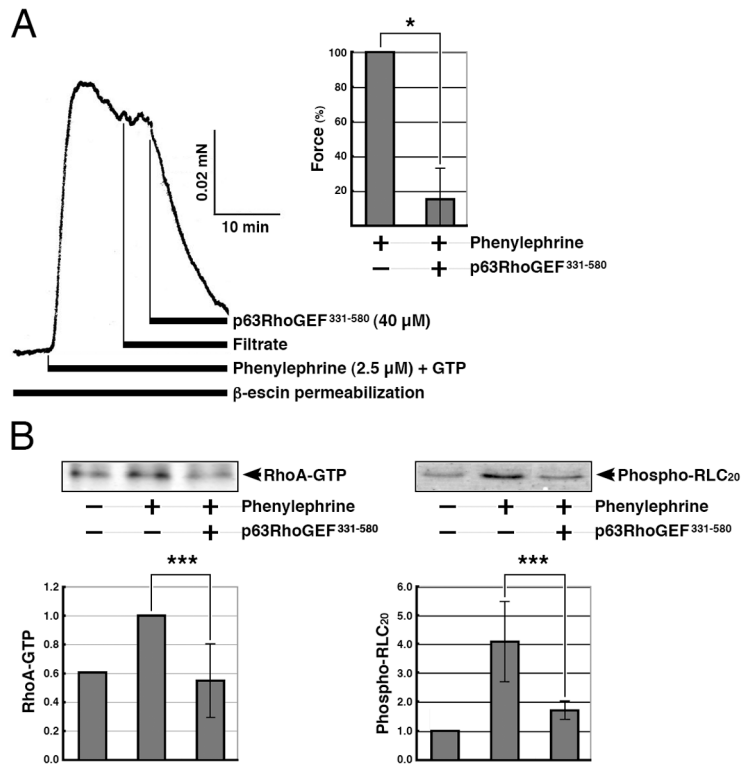 A
*
100
80
60
40
20
Force (%)
0.02 mN
10 min
+ + Phenylephrine
− + p63RhoGEF³³¹⁻⁵⁸⁰
p63RhoGEF³³¹⁻⁵⁸⁰ (40 µM)
Filtrate
Phenylephrine (2.5 µM) + GTP
β-escin permeabilization
B
RhoA-GTP
− + + Phenylephrine
− − + p63RhoGEF³³¹⁻⁵⁸⁰
***
1.2
1.0
0.8
0.6
0.4
0.2
0.0
RhoA-GTP
Phospho-RLC₂₀
− + + Phenylephrine
− − + p63RhoGEF³³¹⁻⁵⁸⁰
***
6.0
5.0
4.0
3.0
2.0
1.0
0.0
Phospho-RLC₂₀